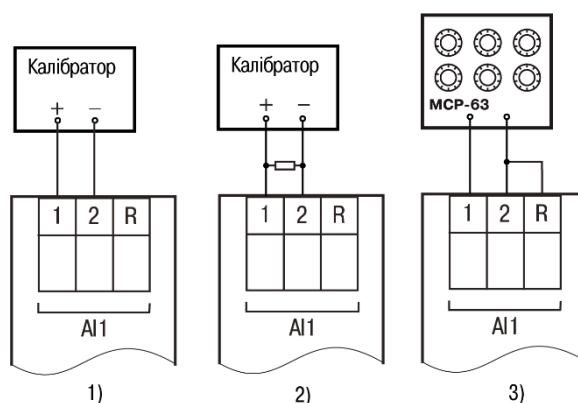 Калібратор
+ −
1 2 R
AI1
1)
Калібратор
+ −
1 2 R
AI1
2)
МСР-63
1 2 R
AI1
3)